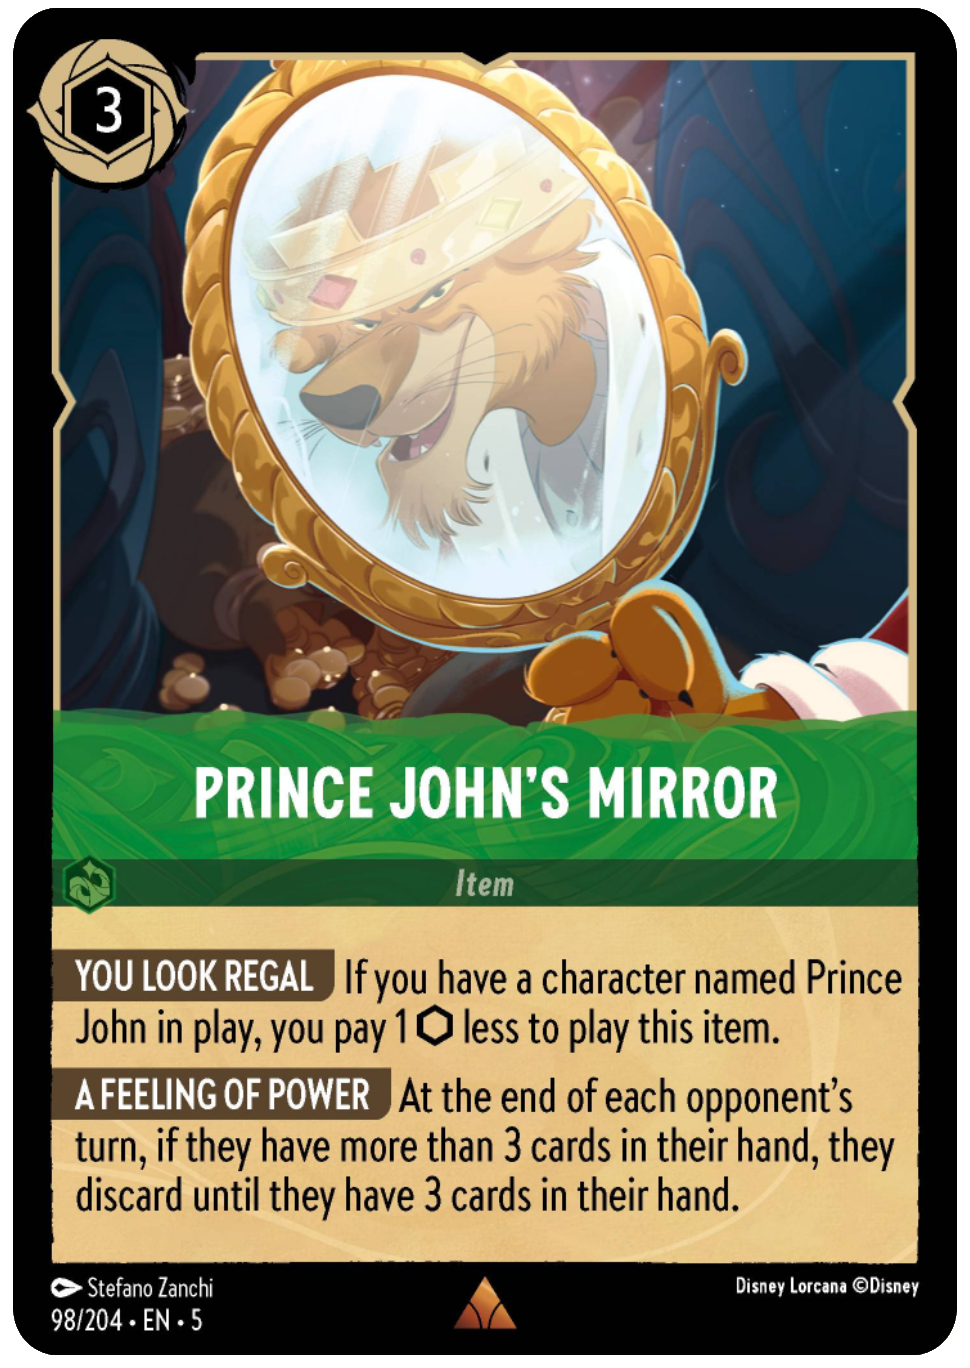 3
PRINCE JOHN'S MIRROR
Item
YOU LOOK REGAL If you have a character named Prince
John in play, you pay 1 ⬡ less to play this item.
A FEELING OF POWER At the end of each opponent's
turn, if they have more than 3 cards in their hand, they
discard until they have 3 cards in their hand.
Stefano Zanchi
Disney Lorcana ©Disney
98/204 • EN • 5